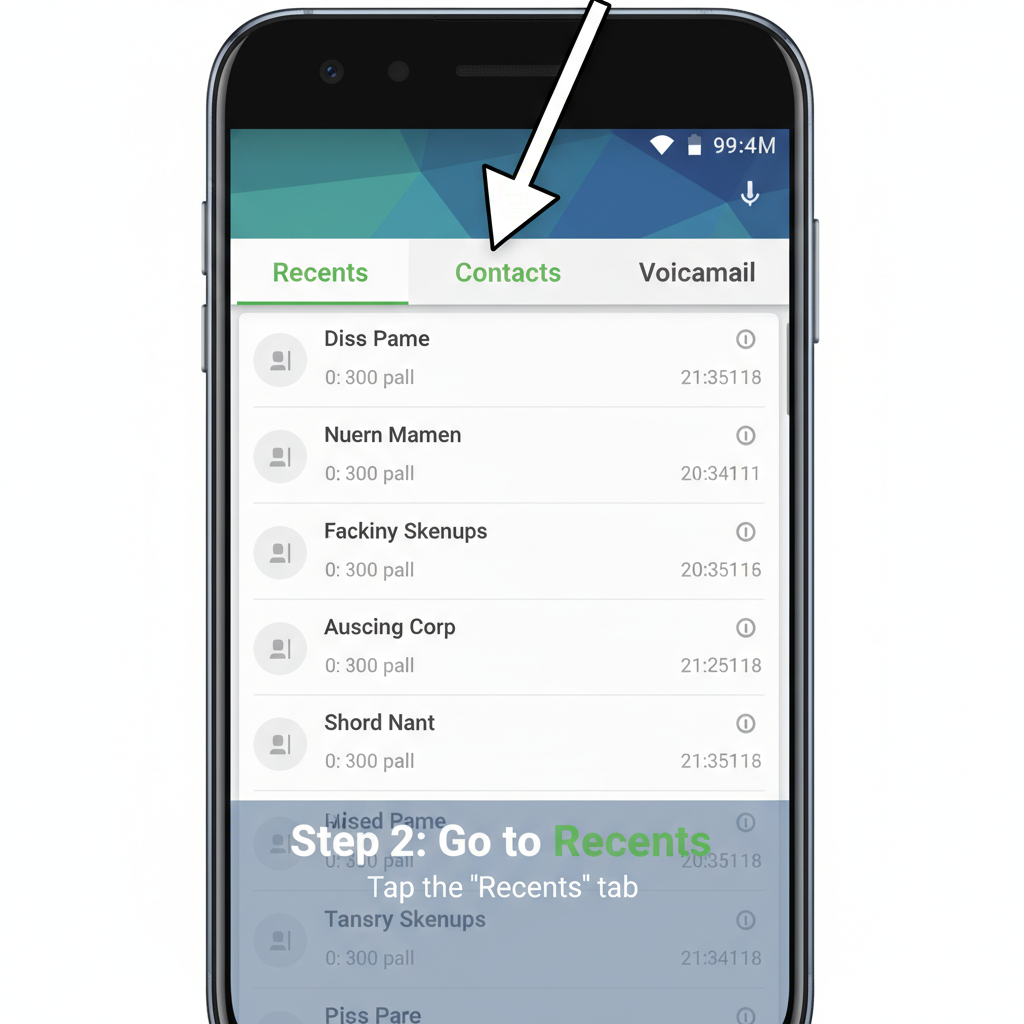 99:4M
Recents Contacts Voicamail
Diss Pame
0: 300 pall 21:35118
Nuern Mamen
0: 300 pall 20:34111
Fackiny Skenups
0: 300 pall 20:35116
Auscing Corp
0: 300 pall 21:25118
Shord Nant
0: 300 pall 21:35118
Mised Pame
Step 2: Go to Recents
0: 300 pall 20:35118
Tap the "Recents" tab
Tansry Skenups
0: 300 pall 21:34118
Piss Pare